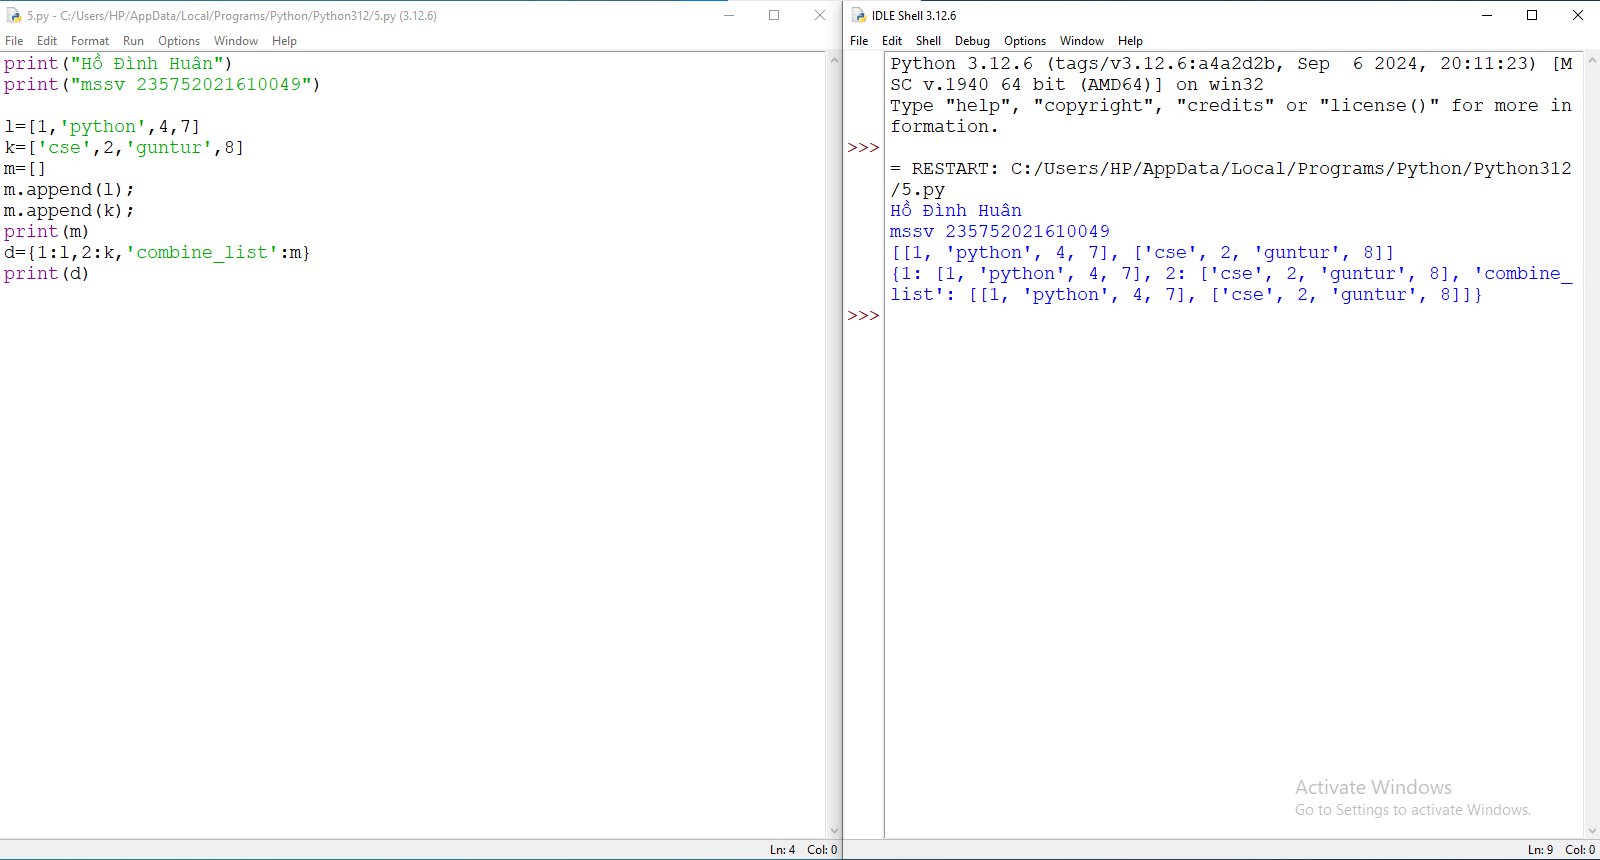 5.py - C:/Users/HP/AppData/Local/Programs/Python/Python312/5.py (3.12.6)
File Edit Format Run Options Window Help
print("Hồ Đình Huân")
print("mssv 235752021610049")
l=[1,'python',4,7]
k=['cse',2,'guntur',8]
m=[]
m.append(l);
m.append(k);
print(m)
d={1:l,2:k,'combine_list':m}
print(d)
Ln: 4 Col: 0
IDLE Shell 3.12.6
File Edit Shell Debug Options Window Help
Python 3.12.6 (tags/v3.12.6:a4a2d2b, Sep  6 2024, 20:11:23) [M
SC v.1940 64 bit (AMD64)] on win32
Type "help", "copyright", "credits" or "license()" for more in
formation.
>>>
= RESTART: C:/Users/HP/AppData/Local/Programs/Python/Python312
/5.py
Hồ Đình Huân
mssv 235752021610049
[[1, 'python', 4, 7], ['cse', 2, 'guntur', 8]]
{1: [1, 'python', 4, 7], 2: ['cse', 2, 'guntur', 8], 'combine_
list': [[1, 'python', 4, 7], ['cse', 2, 'guntur', 8]]}
>>>
Activate Windows
Go to Settings to activate Windows.
Ln: 9 Col: 0